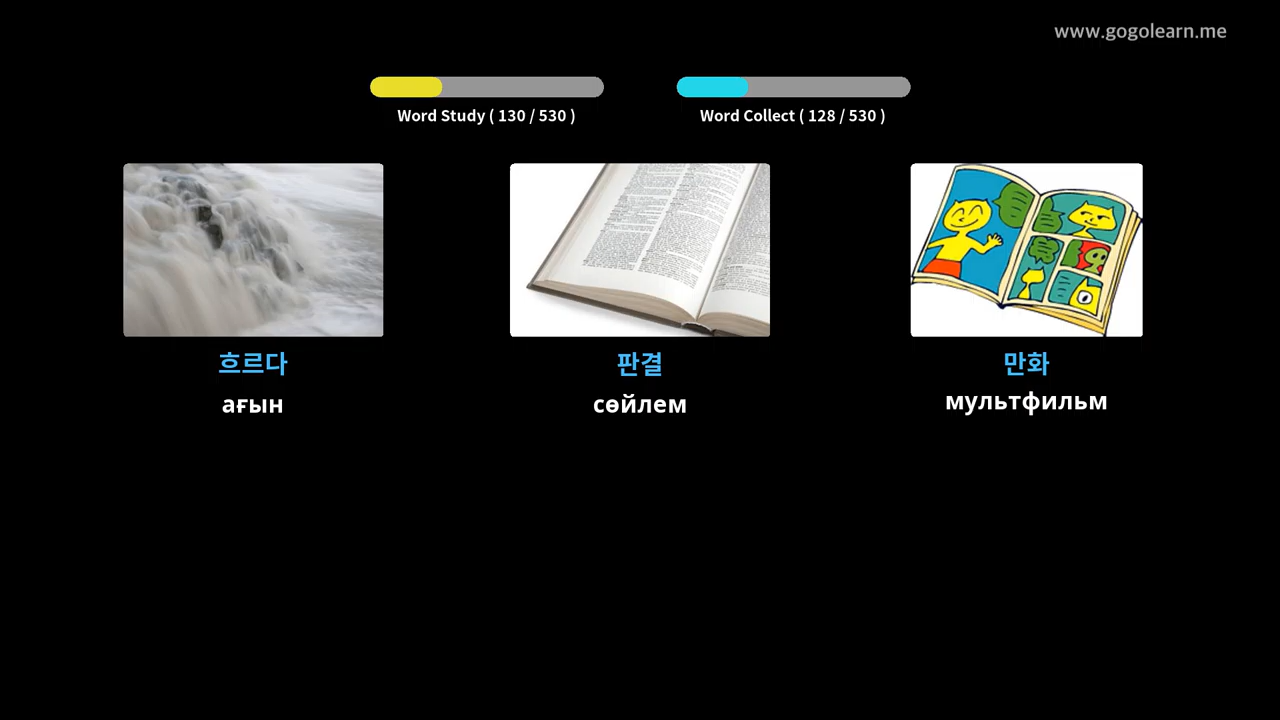 www.gogolearn.me
Word Study ( 130 / 530 )
Word Collect ( 128 / 530 )
흐르다
판결
만화
ағын
сөйлем
мультфильм